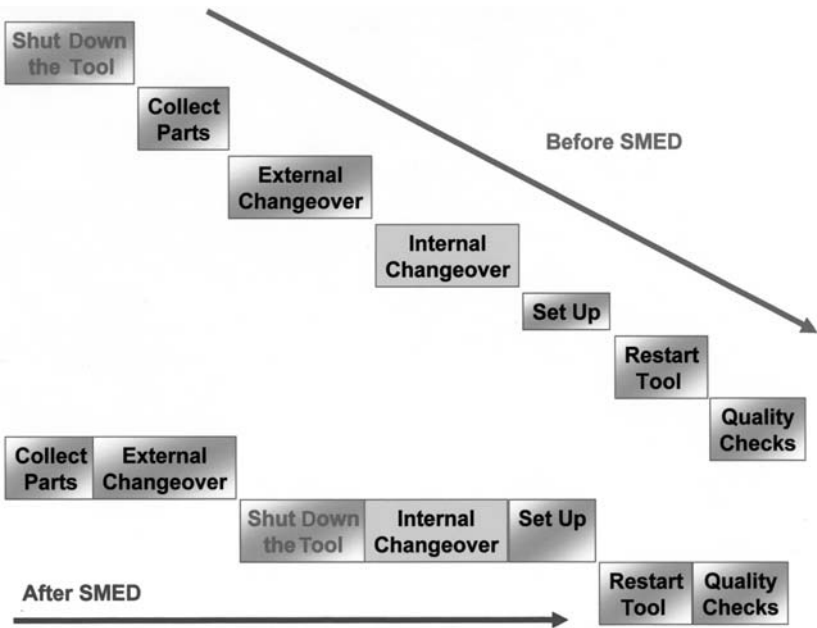 Shut Down
the Tool
Collect
Parts
Before SMED
External
Changeover
Internal
Changeover
Set Up
Restart
Tool
Quality
Checks
Collect
Parts
External
Changeover
Shut Down
the Tool
Internal
Changeover
Set Up
After SMED
Restart
Tool
Quality
Checks